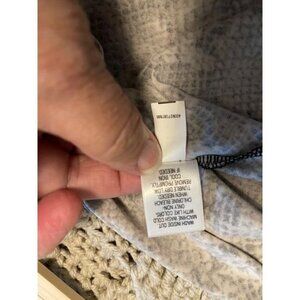 WASH INSIDE OUT
MACHINE WASH COLD
WITH LIKE COLORS
ONLY NON-
CHLORINE BLEACH
WHEN NEEDED
TUMBLE DRY LOW
REMOVE PROMPTLY
COOL IRON
IF NEEDED